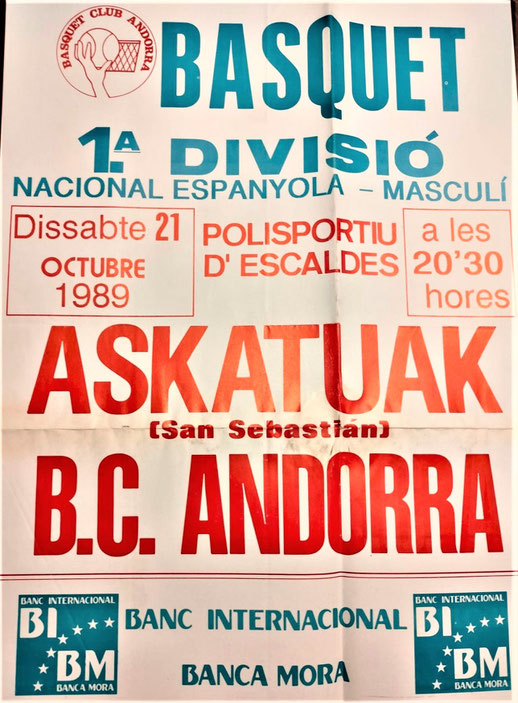 BASQUET CLUB ANDORRA
BASQUET
1.ª DIVISIÓ
NACIONAL ESPANYOLA - MASCULÍ
Dissabte 21
OCTUBRE
1989
POLISPORTIU
D'ESCALDES
a les
20'30
hores
ASKATUAK
(San Sebastián)
B.C. ANDORRA
BANC INTERNACIONAL
BI
BM
BANCA MORA
BANC INTERNACIONAL
BANCA MORA
BANC INTERNACIONAL
BI
BM
BANCA MORA